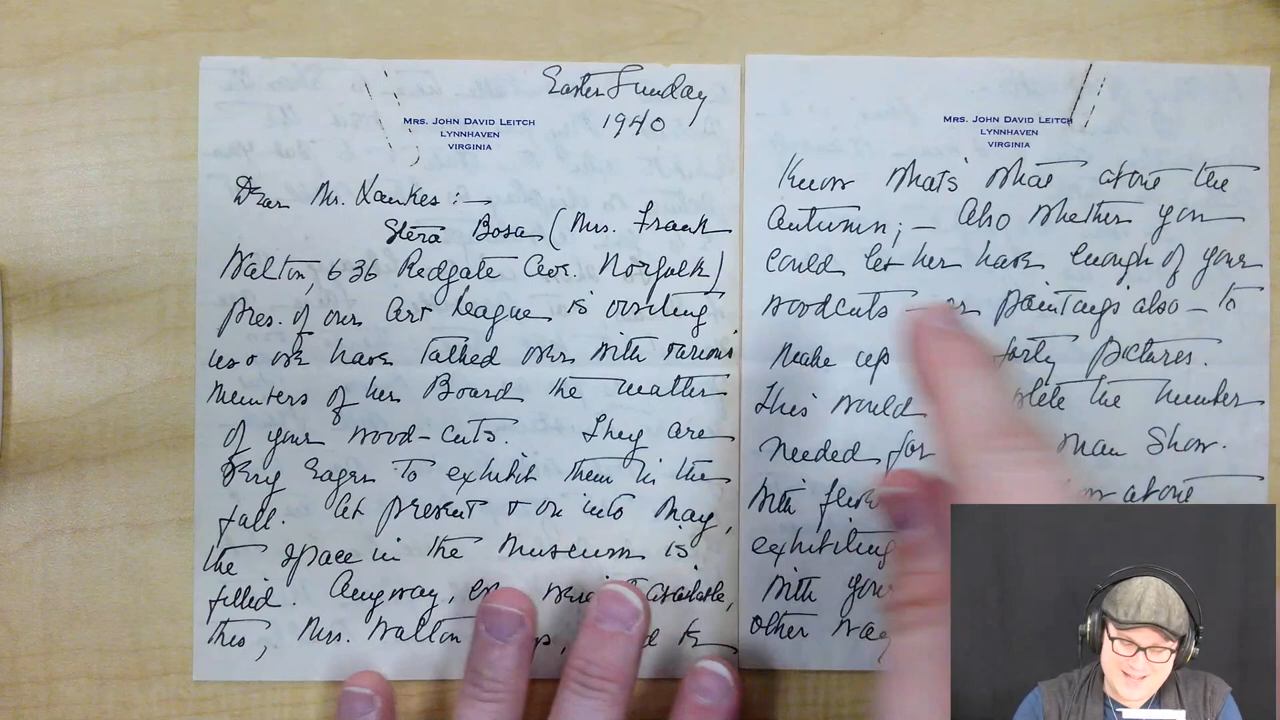 Easter Sunday
1940
MRS. JOHN DAVID LEITCH
LYNNHAVEN
VIRGINIA
Dear Mr. Lankes:—
Bosa (Mrs. Frank
Walton, 636 Redgate Ave. Norfolk)
pres. of our Art League is visiting
us & we have talked over with various
members of her Board the matter
of your wood-cuts. They are
very eager to exhibit them in the
fall. At present & on into May,
the space in the Museum is
filled. Anyway, available,
tho, Mrs. Walton
MRS. JOHN DAVID LEITCH
LYNNHAVEN
VIRGINIA
Know what's what about the
Autumn;— Also whether you
could let her have enough of your
woodcuts — or paintings also — to
make up forty pictures.
This would the number
needed for man Show.
With
exhibiting
With your
other